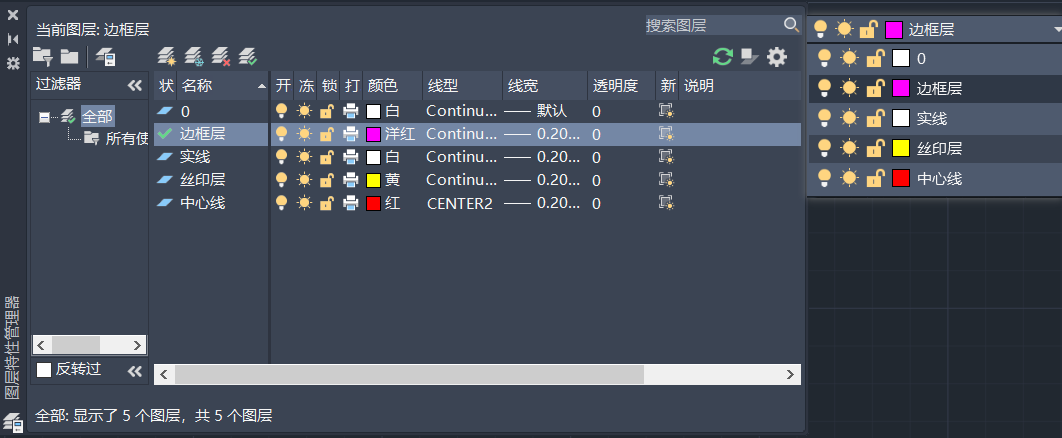 当前图层: 边框层
搜索图层
过滤器
全部
所有使
反转过
状 名称 开 冻 锁 打 颜色 线型 线宽 透明度 新 说明
0 白 Continu... 默认 0
边框层 洋红 Continu... 0.20... 0
实线 白 Continu... 0.20... 0
丝印层 黄 Continu... 0.20... 0
中心线 红 CENTER2 0.20... 0
全部: 显示了 5 个图层，共 5 个图层
图层特性管理器
边框层
0
边框层
实线
丝印层
中心线